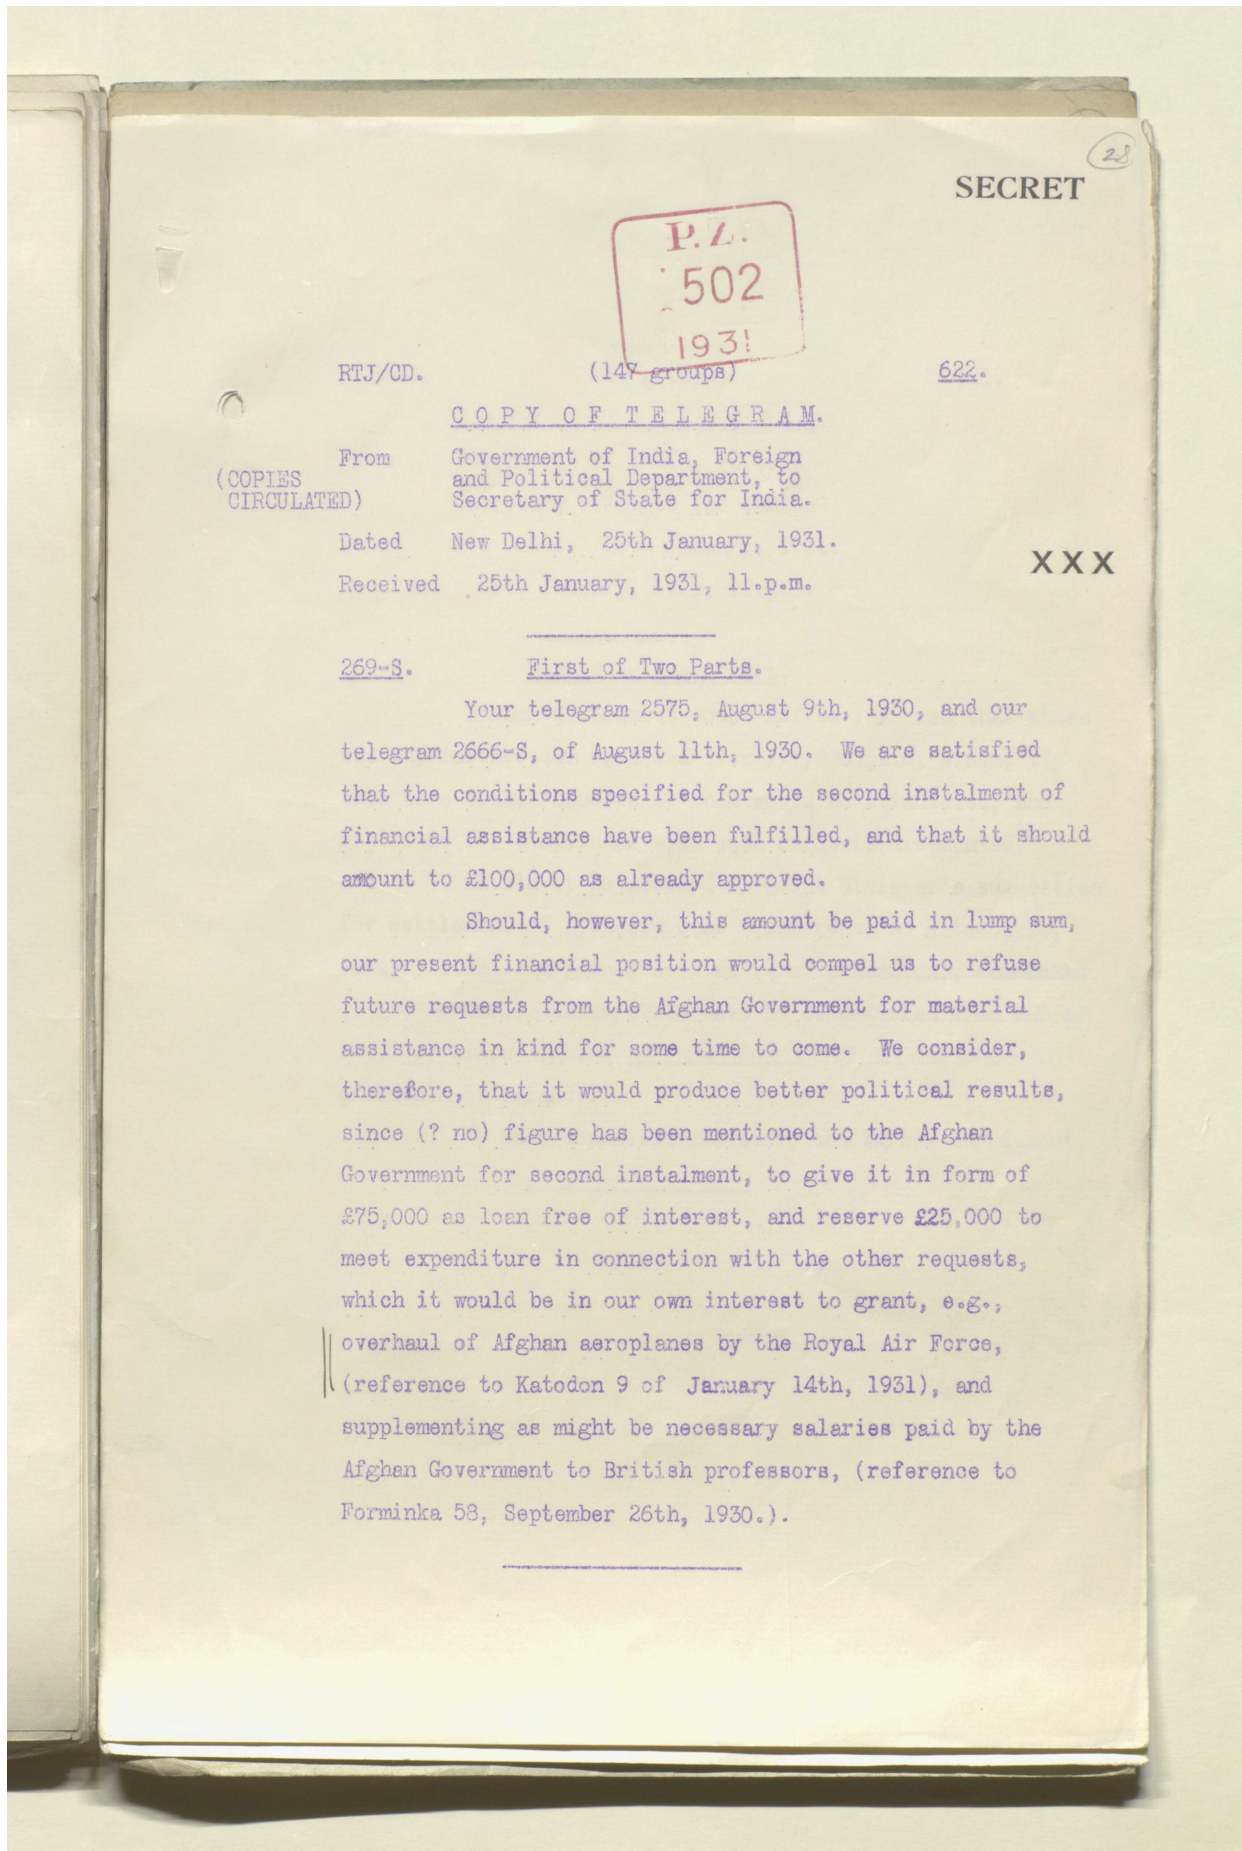 28
SECRET
P.Z.
502
1931
RTJ/CD. (147 groups) 622.
COPY OF TELEGRAM.
From Government of India, Foreign
(COPIES and Political Department, to
CIRCULATED) Secretary of State for India.
Dated New Delhi, 25th January, 1931.
XXX
Received 25th January, 1931, 11.p.m.
269-S. First of Two Parts.
Your telegram 2575, August 9th, 1930, and our
telegram 2666-S, of August 11th, 1930. We are satisfied
that the conditions specified for the second instalment of
financial assistance have been fulfilled, and that it should
amount to £100,000 as already approved.
Should, however, this amount be paid in lump sum,
our present financial position would compel us to refuse
future requests from the Afghan Government for material
assistance in kind for some time to come. We consider,
therefore, that it would produce better political results,
since (? no) figure has been mentioned to the Afghan
Government for second instalment, to give it in form of
£75,000 as loan free of interest, and reserve £25,000 to
meet expenditure in connection with the other requests,
which it would be in our own interest to grant, e.g.,
overhaul of Afghan aeroplanes by the Royal Air Force,
(reference to Katodon 9 of January 14th, 1931), and
supplementing as might be necessary salaries paid by the
Afghan Government to British professors, (reference to
Forminka 58, September 26th, 1930.).